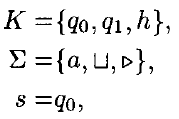 K = {q₀, q₁, h},
Σ = {a, ⊔, ▷},
s = q₀,